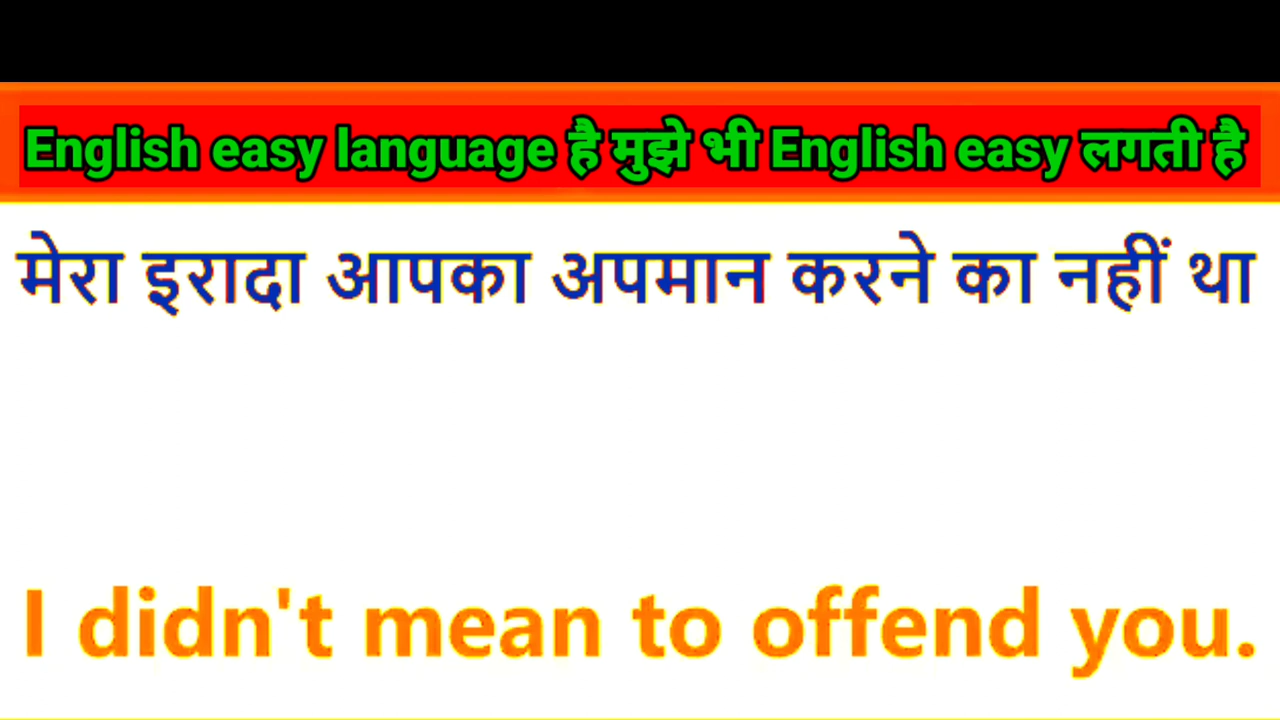 English easy language है मुझे भी English easy लगती है
मेरा इरादा आपका अपमान करने का नहीं था
I didn't mean to offend you.